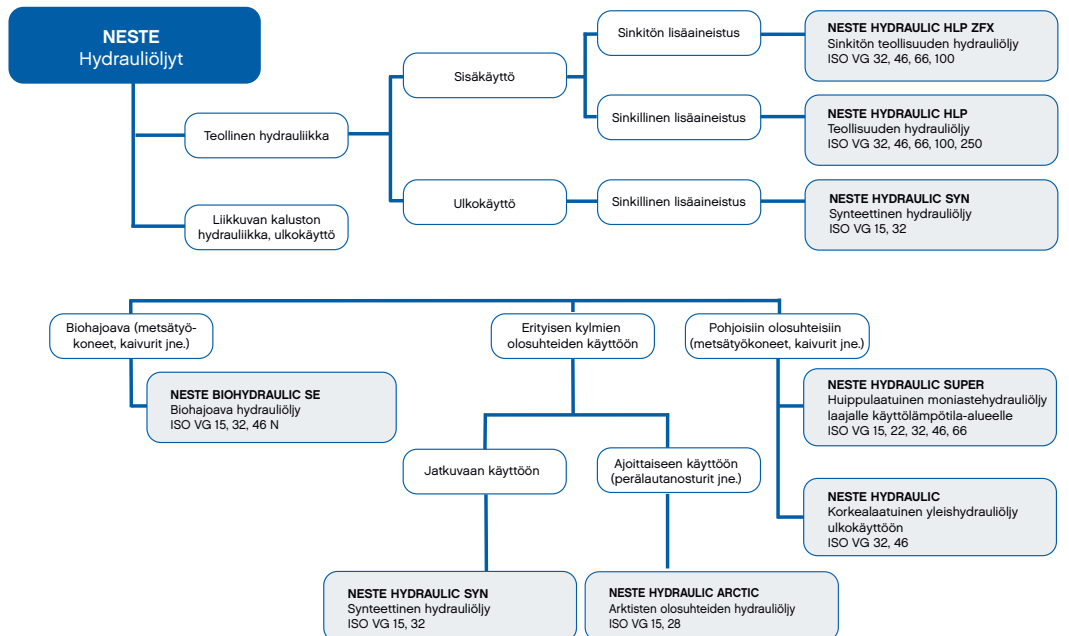 NESTE
Hydrauliöljyt
Teollinen hydrauliikka
Liikkuvan kaluston
hydrauliikka, ulkokäyttö
Sisäkäyttö
Ulkokäyttö
Sinkitön lisäaineistus
Sinkillinen lisäaineistus
Sinkillinen lisäaineistus
NESTE HYDRAULIC HLP ZFX
Sinkitön teollisuuden hydrauliöljy
ISO VG 32, 46, 66, 100
NESTE HYDRAULIC HLP
Teollisuuden hydrauliöljy
ISO VG 32, 46, 66, 100, 250
NESTE HYDRAULIC SYN
Synteettinen hydrauliöljy
ISO VG 15, 32
Biohajoava (metsätyö-
koneet, kaivurit jne.)
NESTE BIOHYDRAULIC SE
Biohajoava hydrauliöljy
ISO VG 15, 32, 46 N
Erityisen kylmien
olosuhteiden käyttöön
Jatkuvaan käyttöön
Ajoittaiseen käyttöön
(perälautanosturit jne.)
NESTE HYDRAULIC SYN
Synteettinen hydrauliöljy
ISO VG 15, 32
NESTE HYDRAULIC ARCTIC
Arktisten olosuhteiden hydrauliöljy
ISO VG 15, 28
Pohjoisiin olosuhteisiin
(metsätyökoneet, kaivurit jne.)
NESTE HYDRAULIC SUPER
Huippulaatuinen moniastehydrauliöljy
laajalle käyttölämpötila-alueelle
ISO VG 15, 22, 32, 46, 66
NESTE HYDRAULIC
Korkealaatuinen yleishydrauliöljy
ulkokäyttöön
ISO VG 32, 46